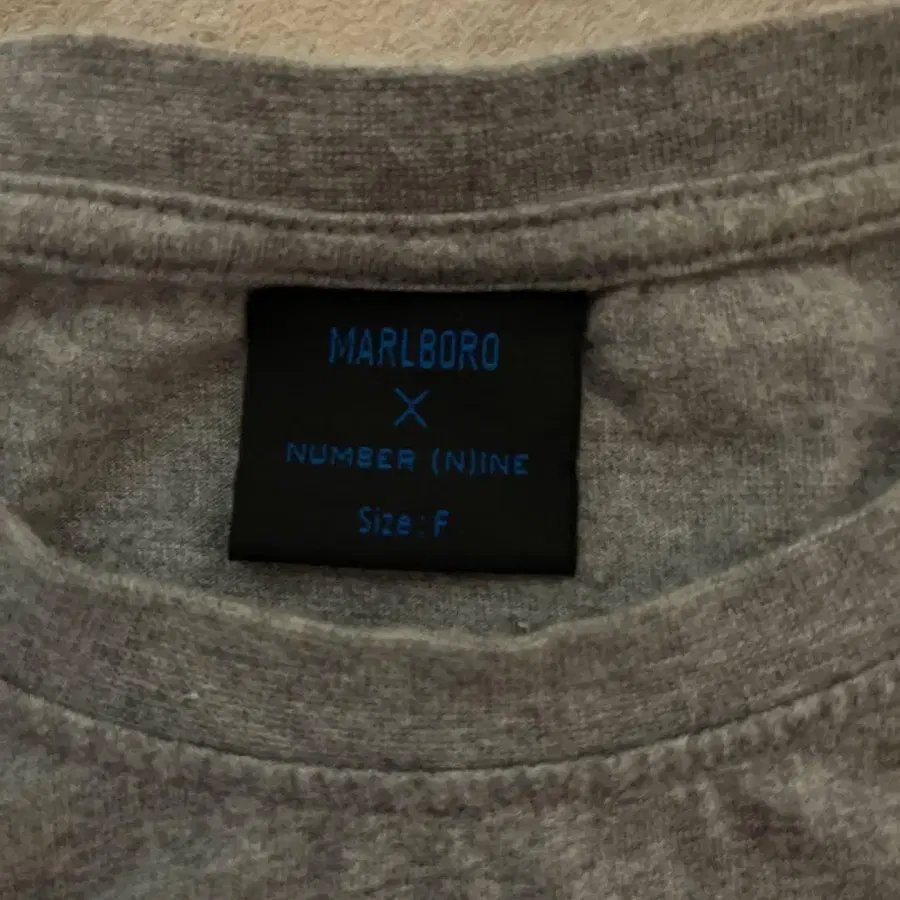 MARLBORO
X
NUMBER (N)INE
Size: F